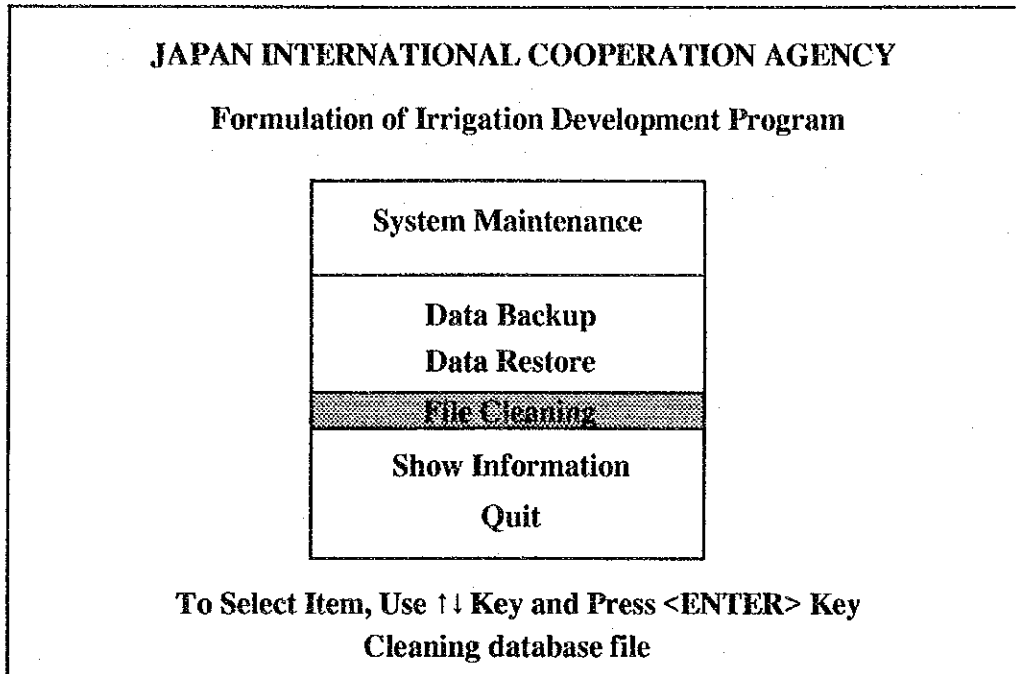 JAPAN INTERNATIONAL COOPERATION AGENCY
Formulation of Irrigation Development Program
System Maintenance
Data Backup
Data Restore
File Cleaning
Show Information
Quit
To Select Item, Use ↑↓ Key and Press <ENTER> Key
Cleaning database file